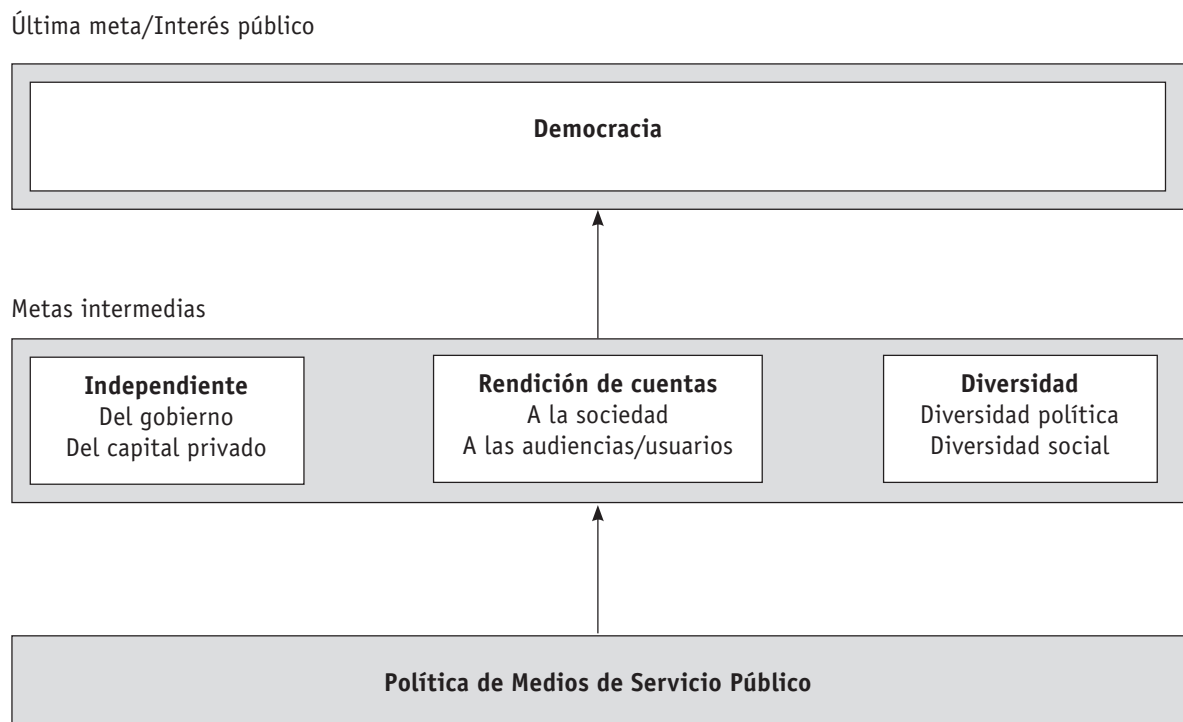 Última meta/Interés público
Democracia
Metas intermedias
Independiente
Del gobierno
Del capital privado
Rendición de cuentas
A la sociedad
A las audiencias/usuarios
Diversidad
Diversidad política
Diversidad social
Política de Medios de Servicio Público